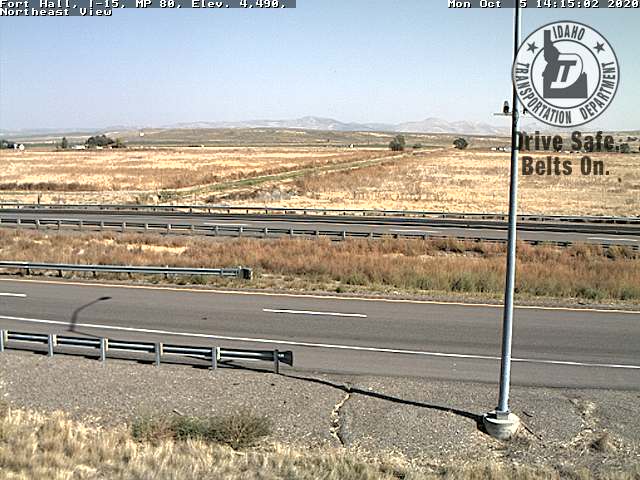 Fort Hall, I-15, MP 80, Elev. 4,490,
Northeast View
Mon Oct  5 14:15:02 2020
IDAHO
TRANSPORTATION DEPARTMENT
Drive Safe.
Belts On.